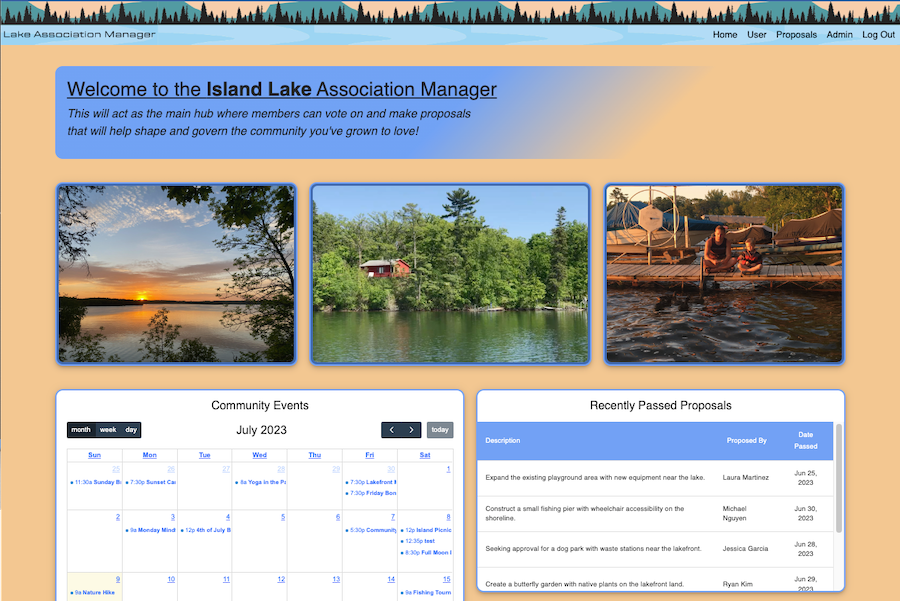 Lake Association Manager
Home User Proposals Admin Log Out
Welcome to the Island Lake Association Manager
This will act as the main hub where members can vote on and make proposals
that will help shape and govern the community you've grown to love!
Community Events
month week day
July 2023
today
Sun Mon Tue Wed Thu Fri Sat
25 26 27 28 29 30 1
11:30a Sunday B
7:30p Sunset Ca
8a Yoga in the P
7:30p Lakefront
7:30p Friday Bon
2 3 4 5 6 7 8
9a Monday Mind
12p 4th of July B
5:30p Community
12p Island Picnic
12:35p test
8:30p Full Moon
9 10 11 12 13 14 15
9a Nature Hike
9a Fishing Tourn
Recently Passed Proposals
Description Proposed By Date
Passed
Expand the existing playground area with new equipment near the lake. Laura Martinez Jun 25,
2023
Construct a small fishing pier with wheelchair accessibility on the
shoreline.
Michael
Nguyen
Jun 30,
2023
Seeking approval for a dog park with waste stations near the lakefront. Jessica Garcia Jun 28,
2023
Create a butterfly garden with native plants on the lakefront land. Ryan Kim Jun 29,
2023